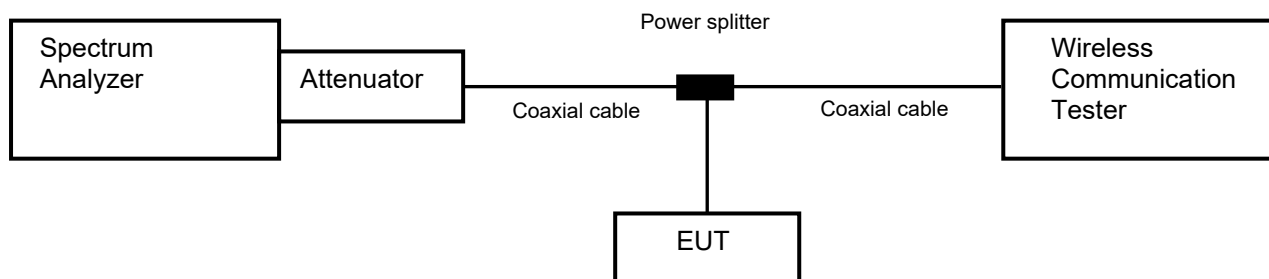 Power splitter
Spectrum
Analyzer
Attenuator
Coaxial cable
Coaxial cable
Wireless
Communication
Tester
EUT